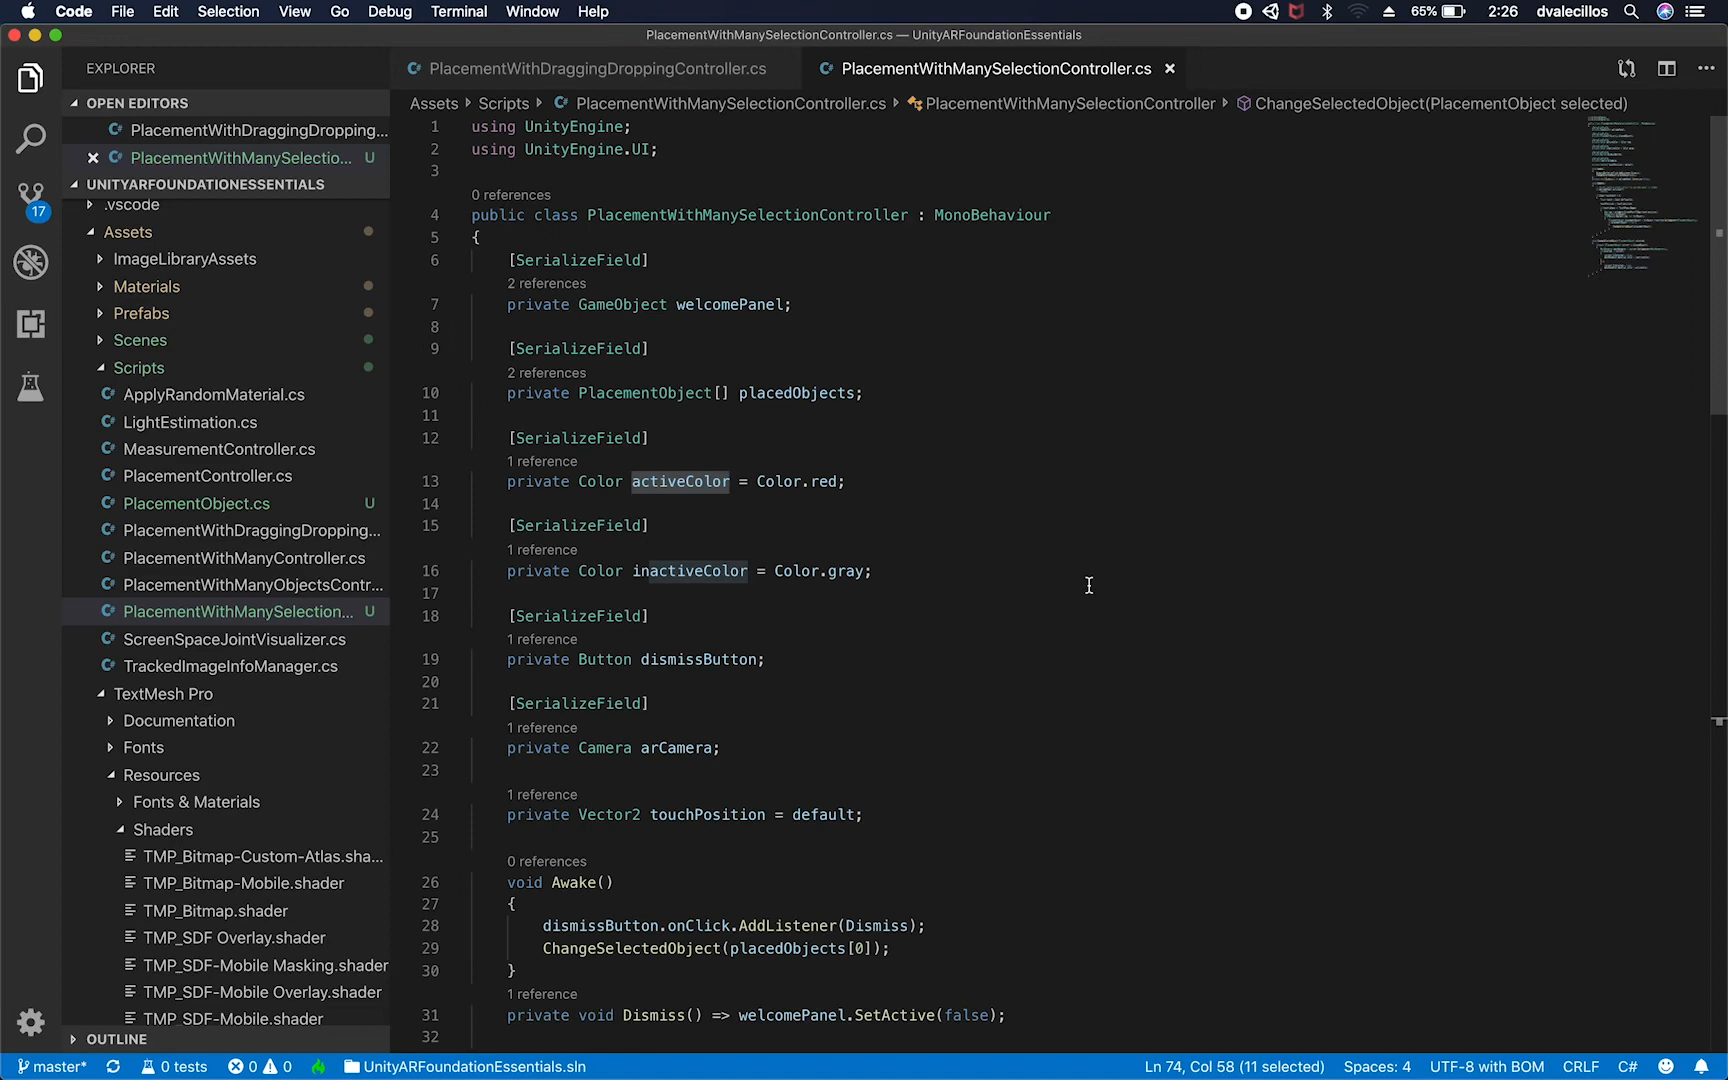 Code File Edit Selection View Go Debug Terminal Window Help 65% 2:26 dvalecillos
PlacementWithManySelectionController.cs — UnityARFoundationEssentials
EXPLORER
PlacementWithDraggingDroppingController.cs
PlacementWithManySelectionController.cs
OPEN EDITORS
PlacementWithDraggingDropping...
PlacementWithManySelectio... U
UNITYARFOUNDATIONESSENTIALS
.vscode
Assets
ImageLibraryAssets
Materials
Prefabs
Scenes
Scripts
ApplyRandomMaterial.cs
LightEstimation.cs
MeasurementController.cs
PlacementController.cs
PlacementObject.cs U
PlacementWithDraggingDropping...
PlacementWithManyController.cs
PlacementWithManyObjectsContr...
PlacementWithManySelection... U
ScreenSpaceJointVisualizer.cs
TrackedImageInfoManager.cs
TextMesh Pro
Documentation
Fonts
Resources
Fonts & Materials
Shaders
TMP_Bitmap-Custom-Atlas.sha...
TMP_Bitmap-Mobile.shader
TMP_Bitmap.shader
TMP_SDF Overlay.shader
TMP_SDF-Mobile Masking.shader
TMP_SDF-Mobile Overlay.shader
TMP_SDF-Mobile.shader
OUTLINE
17
Assets Scripts PlacementWithManySelectionController.cs PlacementWithManySelectionController ChangeSelectedObject(PlacementObject selected)
1 using UnityEngine;
2 using UnityEngine.UI;
3
0 references
4 public class PlacementWithManySelectionController : MonoBehaviour
5 {
6 [SerializeField]
2 references
7 private GameObject welcomePanel;
8
9 [SerializeField]
2 references
10 private PlacementObject[] placedObjects;
11
12 [SerializeField]
1 reference
13 private Color activeColor = Color.red;
14
15 [SerializeField]
1 reference
16 private Color inactiveColor = Color.gray;
17
18 [SerializeField]
1 reference
19 private Button dismissButton;
20
21 [SerializeField]
1 reference
22 private Camera arCamera;
23
1 reference
24 private Vector2 touchPosition = default;
25
0 references
26 void Awake()
27 {
28 dismissButton.onClick.AddListener(Dismiss);
29 ChangeSelectedObject(placedObjects[0]);
30 }
1 reference
31 private void Dismiss() => welcomePanel.SetActive(false);
32
master* 0 tests 0 0 UnityARFoundationEssentials.sln Ln 74, Col 58 (11 selected) Spaces: 4 UTF-8 with BOM CRLF C#